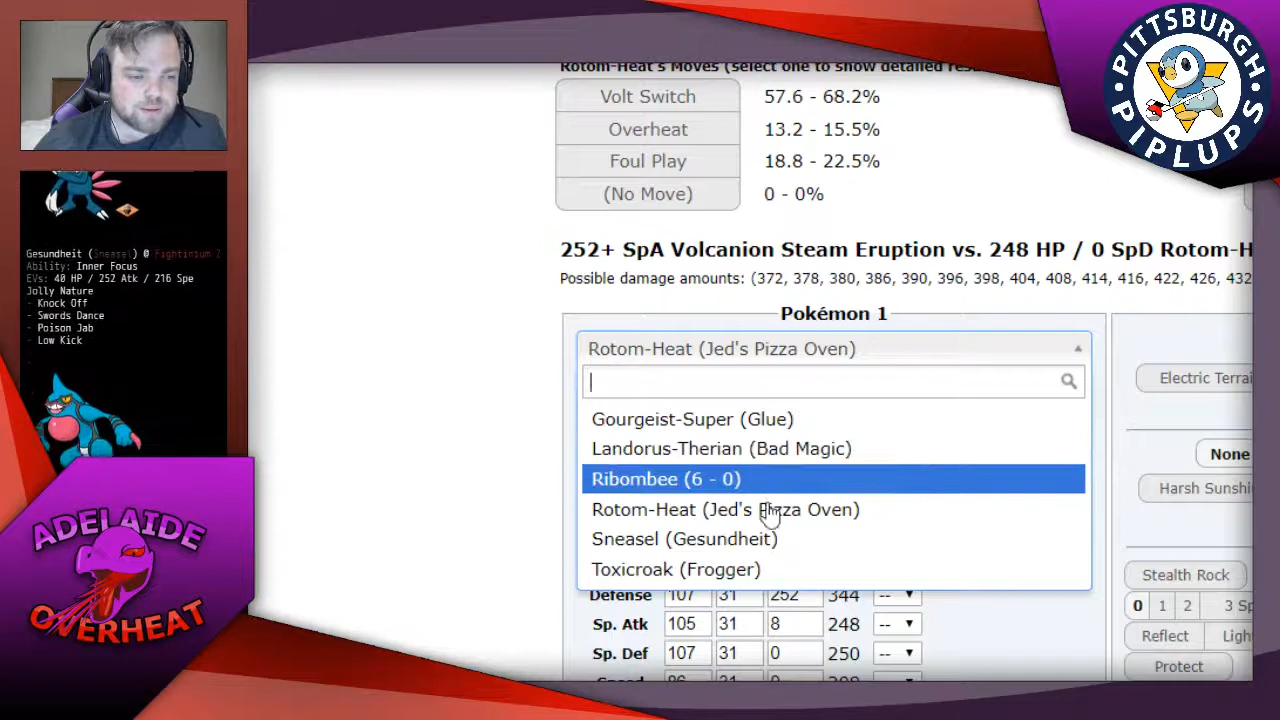 PITTSBURGH
PIPLUPS
Rotom-Heat's Moves (select one to show detailed res
Volt Switch 57.6 - 68.2%
Overheat 13.2 - 15.5%
Foul Play 18.8 - 22.5%
(No Move) 0 - 0%
Gesundheit (Sneasel) @ Fightinium Z
Ability: Inner Focus
EVs: 40 HP / 252 Atk / 216 Spe
Jolly Nature
- Knock Off
- Swords Dance
- Poison Jab
- Low Kick
252+ SpA Volcanion Steam Eruption vs. 248 HP / 0 SpD Rotom-H
Possible damage amounts: (372, 378, 380, 386, 390, 396, 398, 404, 408, 414, 416, 422, 426, 432
Pokémon 1
Rotom-Heat (Jed's Pizza Oven)
Gourgeist-Super (Glue)
Landorus-Therian (Bad Magic)
Ribombee (6 - 0)
Rotom-Heat (Jed's Pizza Oven)
Sneasel (Gesundheit)
Toxicroak (Frogger)
Defense 107 31 252 344 --
Sp. Atk 105 31 8 248 --
Sp. Def 107 31 0 250 --
Electric Terrai
None
Harsh Sunshi
Stealth Rock
0 1 2 3 Sp
Reflect Ligh
Protect
ADELAIDE
OVERHEAT